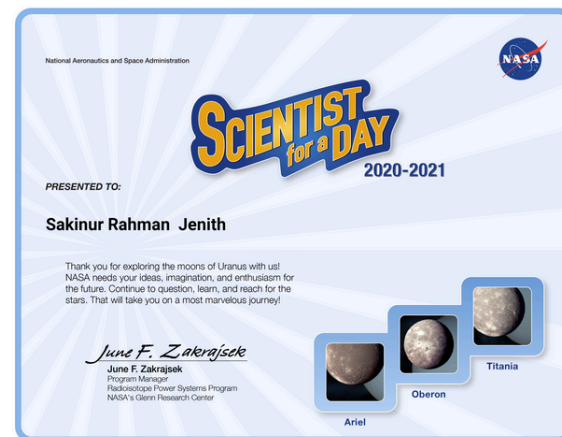 National Aeronautics and Space Administration
NASA
SCIENTIST
for a DAY
2020-2021
PRESENTED TO:
Sakinur Rahman Jenith
Thank you for exploring the moons of Uranus with us!
NASA needs your ideas, imagination, and enthusiasm for
the future. Continue to question, learn, and reach for the
stars. That will take you on a most marvelous journey!
June F. Zakrajsek
June F. Zakrajsek
Program Manager
Radioisotope Power Systems Program
NASA's Glenn Research Center
Ariel
Oberon
Titania